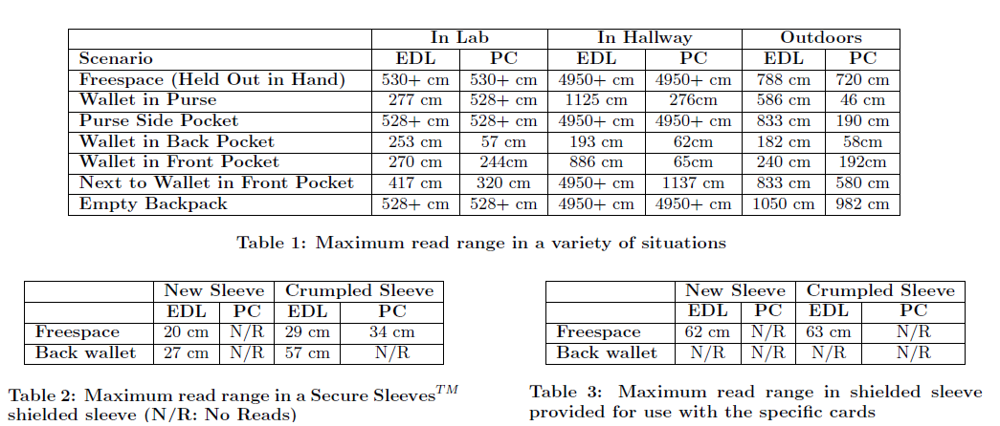 In Lab In Hallway Outdoors
Scenario EDL PC EDL PC EDL PC
Freespace (Held Out in Hand) 530+ cm 530+ cm 4950+ cm 4950+ cm 788 cm 720 cm
Wallet in Purse 277 cm 528+ cm 1125 cm 276cm 586 cm 46 cm
Purse Side Pocket 528+ cm 528+ cm 4950+ cm 4950+ cm 833 cm 190 cm
Wallet in Back Pocket 253 cm 57 cm 193 cm 62cm 182 cm 58cm
Wallet in Front Pocket 270 cm 244cm 886 cm 65cm 240 cm 192cm
Next to Wallet in Front Pocket 417 cm 320 cm 4950+ cm 1137 cm 833 cm 580 cm
Empty Backpack 528+ cm 528+ cm 4950+ cm 4950+ cm 1050 cm 982 cm
Table 1: Maximum read range in a variety of situations
New Sleeve Crumpled Sleeve
EDL PC EDL PC
Freespace 20 cm N/R 29 cm 34 cm
Back wallet 27 cm N/R 57 cm N/R
Table 2: Maximum read range in a Secure Sleeves™
shielded sleeve (N/R: No Reads)
New Sleeve Crumpled Sleeve
EDL PC EDL PC
Freespace 62 cm N/R 63 cm N/R
Back wallet N/R N/R N/R N/R
Table 3: Maximum read range in shielded sleeve
provided for use with the specific cards